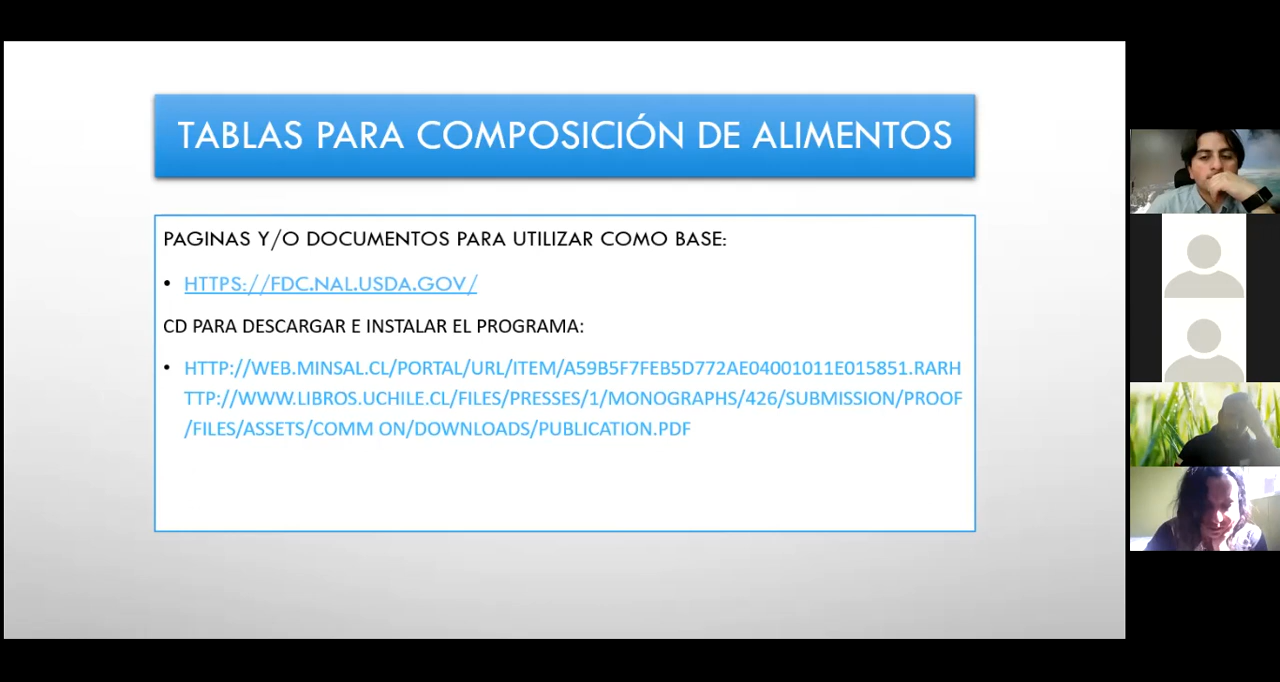 TABLAS PARA COMPOSICIÓN DE ALIMENTOS
PAGINAS Y/O DOCUMENTOS PARA UTILIZAR COMO BASE:
• HTTPS://FDC.NAL.USDA.GOV/
CD PARA DESCARGAR E INSTALAR EL PROGRAMA:
• HTTP://WEB.MINSAL.CL/PORTAL/URL/ITEM/A59B5F7FEB5D772AE04001011E015851.RARH
TTP://WWW.LIBROS.UCHILE.CL/FILES/PRESSES/1/MONOGRAPHS/426/SUBMISSION/PROOF
/FILES/ASSETS/COMM ON/DOWNLOADS/PUBLICATION.PDF